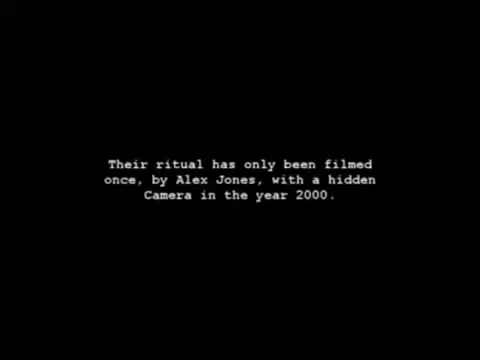 Their ritual has only been filmed
once, by Alex Jones, with a hidden
Camera in the year 2000.